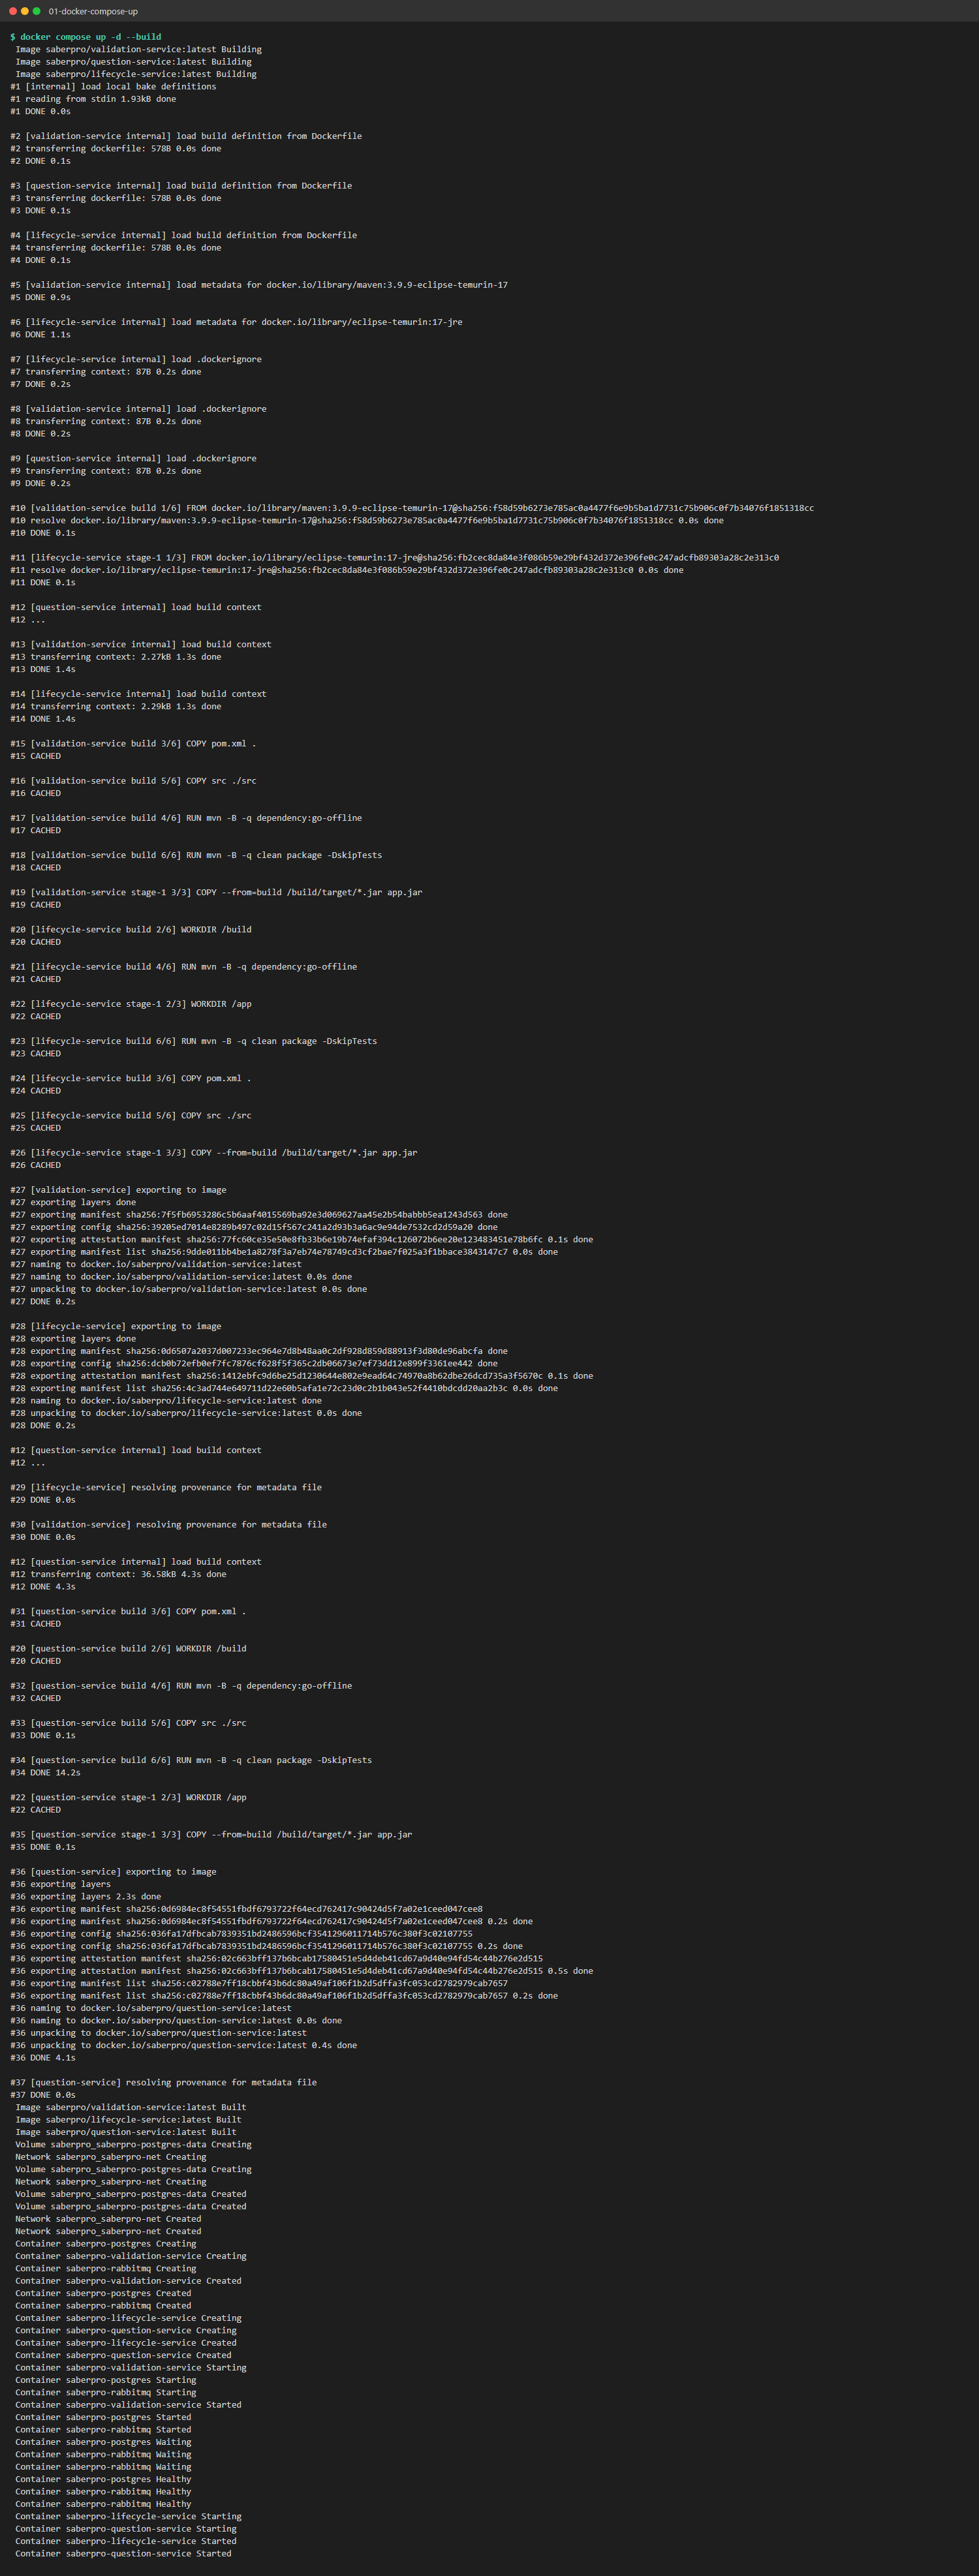 01-docker-compose-up
$ docker compose up -d --build
Image saberpro/validation-service:latest Building
Image saberpro/question-service:latest Building
Image saberpro/lifecycle-service:latest Building
#1 [internal] load local bake definitions
#1 reading from stdin 1.93kB done
#1 DONE 0.0s
#2 [validation-service internal] load build definition from Dockerfile
#2 transferring dockerfile: 578B 0.0s done
#2 DONE 0.1s
#3 [question-service internal] load build definition from Dockerfile
#3 transferring dockerfile: 578B 0.0s done
#3 DONE 0.1s
#4 [lifecycle-service internal] load build definition from Dockerfile
#4 transferring dockerfile: 578B 0.0s done
#4 DONE 0.1s
#5 [validation-service internal] load metadata for docker.io/library/maven:3.9.9-eclipse-temurin-17
#5 DONE 0.9s
#6 [lifecycle-service internal] load metadata for docker.io/library/eclipse-temurin:17-jre
#6 DONE 1.1s
#7 [lifecycle-service internal] load .dockerignore
#7 transferring context: 87B 0.2s done
#7 DONE 0.2s
#8 [validation-service internal] load .dockerignore
#8 transferring context: 87B 0.2s done
#8 DONE 0.2s
#9 [question-service internal] load .dockerignore
#9 transferring context: 87B 0.2s done
#9 DONE 0.2s
#10 [validation-service build 1/6] FROM docker.io/library/maven:3.9.9-eclipse-temurin-17@sha256:f58d59b6273e785ac0a4477f6e9b5ba1d7731c75b906c0f7b34076f1851318cc
#10 resolve docker.io/library/maven:3.9.9-eclipse-temurin-17@sha256:f58d59b6273e785ac0a4477f6e9b5ba1d7731c75b906c0f7b34076f1851318cc 0.0s done
#10 DONE 0.1s
#11 [lifecycle-service stage-1 1/3] FROM docker.io/library/eclipse-temurin:17-jre@sha256:fb2cec8da84e3f086b59e29bf432d372e396fe0c247adcfb89303a28c2e313c0
#11 resolve docker.io/library/eclipse-temurin:17-jre@sha256:fb2cec8da84e3f086b59e29bf432d372e396fe0c247adcfb89303a28c2e313c0 0.0s done
#11 DONE 0.1s
#12 [question-service internal] load build context
#12 ...
#13 [validation-service internal] load build context
#13 transferring context: 2.27kB 1.3s done
#13 DONE 1.4s
#14 [lifecycle-service internal] load build context
#14 transferring context: 2.29kB 1.3s done
#14 DONE 1.4s
#15 [validation-service build 3/6] COPY pom.xml .
#15 CACHED
#16 [validation-service build 5/6] COPY src ./src
#16 CACHED
#17 [validation-service build 4/6] RUN mvn -B -q dependency:go-offline
#17 CACHED
#18 [validation-service build 6/6] RUN mvn -B -q clean package -DskipTests
#18 CACHED
#19 [validation-service stage-1 3/3] COPY --from=build /build/target/*.jar app.jar
#19 CACHED
#20 [lifecycle-service build 2/6] WORKDIR /build
#20 CACHED
#21 [lifecycle-service build 4/6] RUN mvn -B -q dependency:go-offline
#21 CACHED
#22 [lifecycle-service stage-1 2/3] WORKDIR /app
#22 CACHED
#23 [lifecycle-service build 6/6] RUN mvn -B -q clean package -DskipTests
#23 CACHED
#24 [lifecycle-service build 3/6] COPY pom.xml .
#24 CACHED
#25 [lifecycle-service build 5/6] COPY src ./src
#25 CACHED
#26 [lifecycle-service stage-1 3/3] COPY --from=build /build/target/*.jar app.jar
#26 CACHED
#27 [validation-service] exporting to image
#27 exporting layers done
#27 exporting manifest sha256:7f5fb6953286c5b6aaf4015569ba92e3d069627aa45e2b54babbb5ea1243d563 done
#27 exporting config sha256:39205ed7014e8289b497c02d15f567c241a2d93b3a6ac9e94de7532cd2d59a20 done
#27 exporting attestation manifest sha256:77fc60ce35e50e8fb33b6e19b74efaf394c126072b6ee20e123483451e78b6fc 0.1s done
#27 exporting manifest list sha256:9dde011bb4be1a8278f3a7eb74e78749cd3cf2bae7f025a3f1bbace3843147c7 0.0s done
#27 naming to docker.io/saberpro/validation-service:latest
#27 naming to docker.io/saberpro/validation-service:latest 0.0s done
#27 unpacking to docker.io/saberpro/validation-service:latest 0.0s done
#27 DONE 0.2s
#28 [lifecycle-service] exporting to image
#28 exporting layers done
#28 exporting manifest sha256:0d6507a2037d007233ec964e7d8b48aa0c2df928d859d88913f3d80de96abcfa done
#28 exporting config sha256:dcb0b72efb0ef7fc7876cf628f5f365c2db06673e7ef73dd12e899f3361ee442 done
#28 exporting attestation manifest sha256:1412ebfc9d6be25d1230644e802e9ead64c74970a8b62dbe26dcd735a3f5670c 0.1s done
#28 exporting manifest list sha256:4c3ad744e649711d22e60b5afa1e72c23d0c2b1b043e52f4410bdcdd20aa2b3c 0.0s done
#28 naming to docker.io/saberpro/lifecycle-service:latest done
#28 unpacking to docker.io/saberpro/lifecycle-service:latest 0.0s done
#28 DONE 0.2s
#12 [question-service internal] load build context
#12 ...
#29 [lifecycle-service] resolving provenance for metadata file
#29 DONE 0.0s
#30 [validation-service] resolving provenance for metadata file
#30 DONE 0.0s
#12 [question-service internal] load build context
#12 transferring context: 36.58kB 4.3s done
#12 DONE 4.3s
#31 [question-service build 3/6] COPY pom.xml .
#31 CACHED
#20 [question-service build 2/6] WORKDIR /build
#20 CACHED
#32 [question-service build 4/6] RUN mvn -B -q dependency:go-offline
#32 CACHED
#33 [question-service build 5/6] COPY src ./src
#33 DONE 0.1s
#34 [question-service build 6/6] RUN mvn -B -q clean package -DskipTests
#34 DONE 14.2s
#22 [question-service stage-1 2/3] WORKDIR /app
#22 CACHED
#35 [question-service stage-1 3/3] COPY --from=build /build/target/*.jar app.jar
#35 DONE 0.1s
#36 [question-service] exporting to image
#36 exporting layers
#36 exporting layers 2.3s done
#36 exporting manifest sha256:0d6984ec8f54551fbdf6793722f64ecd762417c90424d5f7a02e1ceed047cee8
#36 exporting manifest sha256:0d6984ec8f54551fbdf6793722f64ecd762417c90424d5f7a02e1ceed047cee8 0.2s done
#36 exporting config sha256:036fa17dfbcab7839351bd2486596bcf3541296011714b576c380f3c02107755
#36 exporting config sha256:036fa17dfbcab7839351bd2486596bcf3541296011714b576c380f3c02107755 0.2s done
#36 exporting attestation manifest sha256:02c663bff137b6bcab17580451e5d4deb41cd67a9d40e94fd54c44b276e2d515
#36 exporting attestation manifest sha256:02c663bff137b6bcab17580451e5d4deb41cd67a9d40e94fd54c44b276e2d515 0.5s done
#36 exporting manifest list sha256:c02788e7ff18cbbf43b6dc80a49af106f1b2d5dffa3fc053cd2782979cab7657
#36 exporting manifest list sha256:c02788e7ff18cbbf43b6dc80a49af106f1b2d5dffa3fc053cd2782979cab7657 0.2s done
#36 naming to docker.io/saberpro/question-service:latest
#36 naming to docker.io/saberpro/question-service:latest 0.0s done
#36 unpacking to docker.io/saberpro/question-service:latest
#36 unpacking to docker.io/saberpro/question-service:latest 0.4s done
#36 DONE 4.1s
#37 [question-service] resolving provenance for metadata file
#37 DONE 0.0s
Image saberpro/validation-service:latest Built
Image saberpro/lifecycle-service:latest Built
Image saberpro/question-service:latest Built
Volume saberpro_saberpro-postgres-data Creating
Network saberpro_saberpro-net Creating
Volume saberpro_saberpro-postgres-data Creating
Network saberpro_saberpro-net Creating
Volume saberpro_saberpro-postgres-data Created
Volume saberpro_saberpro-postgres-data Created
Network saberpro_saberpro-net Created
Network saberpro_saberpro-net Created
Container saberpro-postgres Creating
Container saberpro-validation-service Creating
Container saberpro-rabbitmq Creating
Container saberpro-validation-service Created
Container saberpro-postgres Created
Container saberpro-rabbitmq Created
Container saberpro-lifecycle-service Creating
Container saberpro-question-service Creating
Container saberpro-lifecycle-service Created
Container saberpro-question-service Created
Container saberpro-validation-service Starting
Container saberpro-postgres Starting
Container saberpro-rabbitmq Starting
Container saberpro-validation-service Started
Container saberpro-postgres Started
Container saberpro-rabbitmq Started
Container saberpro-postgres Waiting
Container saberpro-rabbitmq Waiting
Container saberpro-rabbitmq Waiting
Container saberpro-postgres Healthy
Container saberpro-rabbitmq Healthy
Container saberpro-rabbitmq Healthy
Container saberpro-lifecycle-service Starting
Container saberpro-question-service Starting
Container saberpro-lifecycle-service Started
Container saberpro-question-service Started